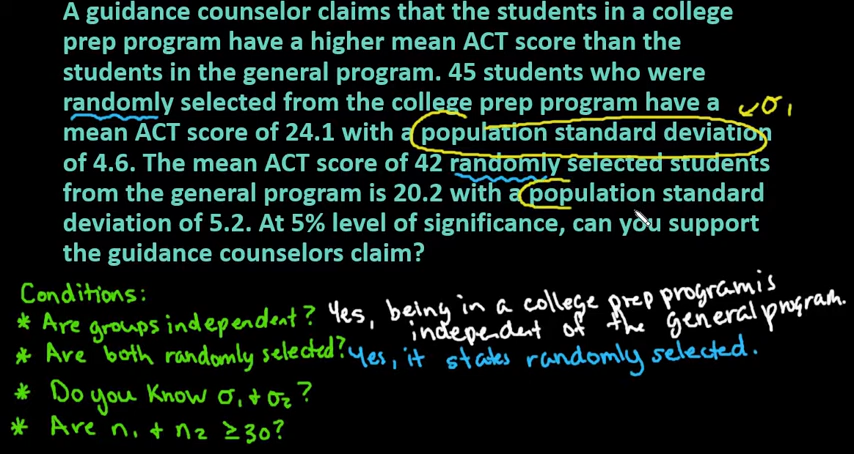 A guidance counselor claims that the students in a college
prep program have a higher mean ACT score than the
students in the general program. 45 students who were
randomly selected from the college prep program have a
mean ACT score of 24.1 with a population standard deviation
σ₁
of 4.6. The mean ACT score of 42 randomly selected students
from the general program is 20.2 with a population standard
deviation of 5.2. At 5% level of significance, can you support
the guidance counselors claim?
Conditions:
* Are groups independent? Yes, being in a college prep program is
independent of the general program.
* Are both randomly selected? Yes, it states randomly selected.
* Do you know σ₁ + σ₂ ?
* Are n₁ + n₂ ≥ 30?